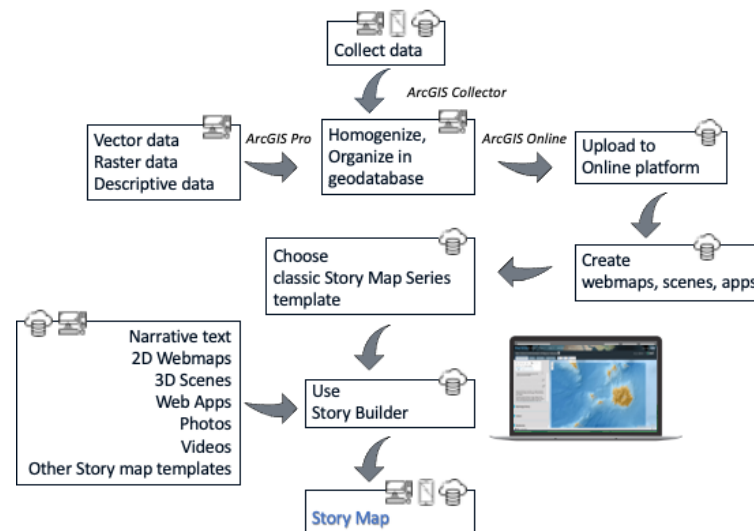 Collect data
ArcGIS Collector
Vector data
Raster data
Descriptive data
ArcGIS Pro
Homogenize,
Organize in
geodatabase
ArcGIS Online
Upload to
Online platform
Create
webmaps, scenes, apps
Choose
classic Story Map Series
template
Narrative text
2D Webmaps
3D Scenes
Web Apps
Photos
Videos
Other Story map templates
Use
Story Builder
Story Map